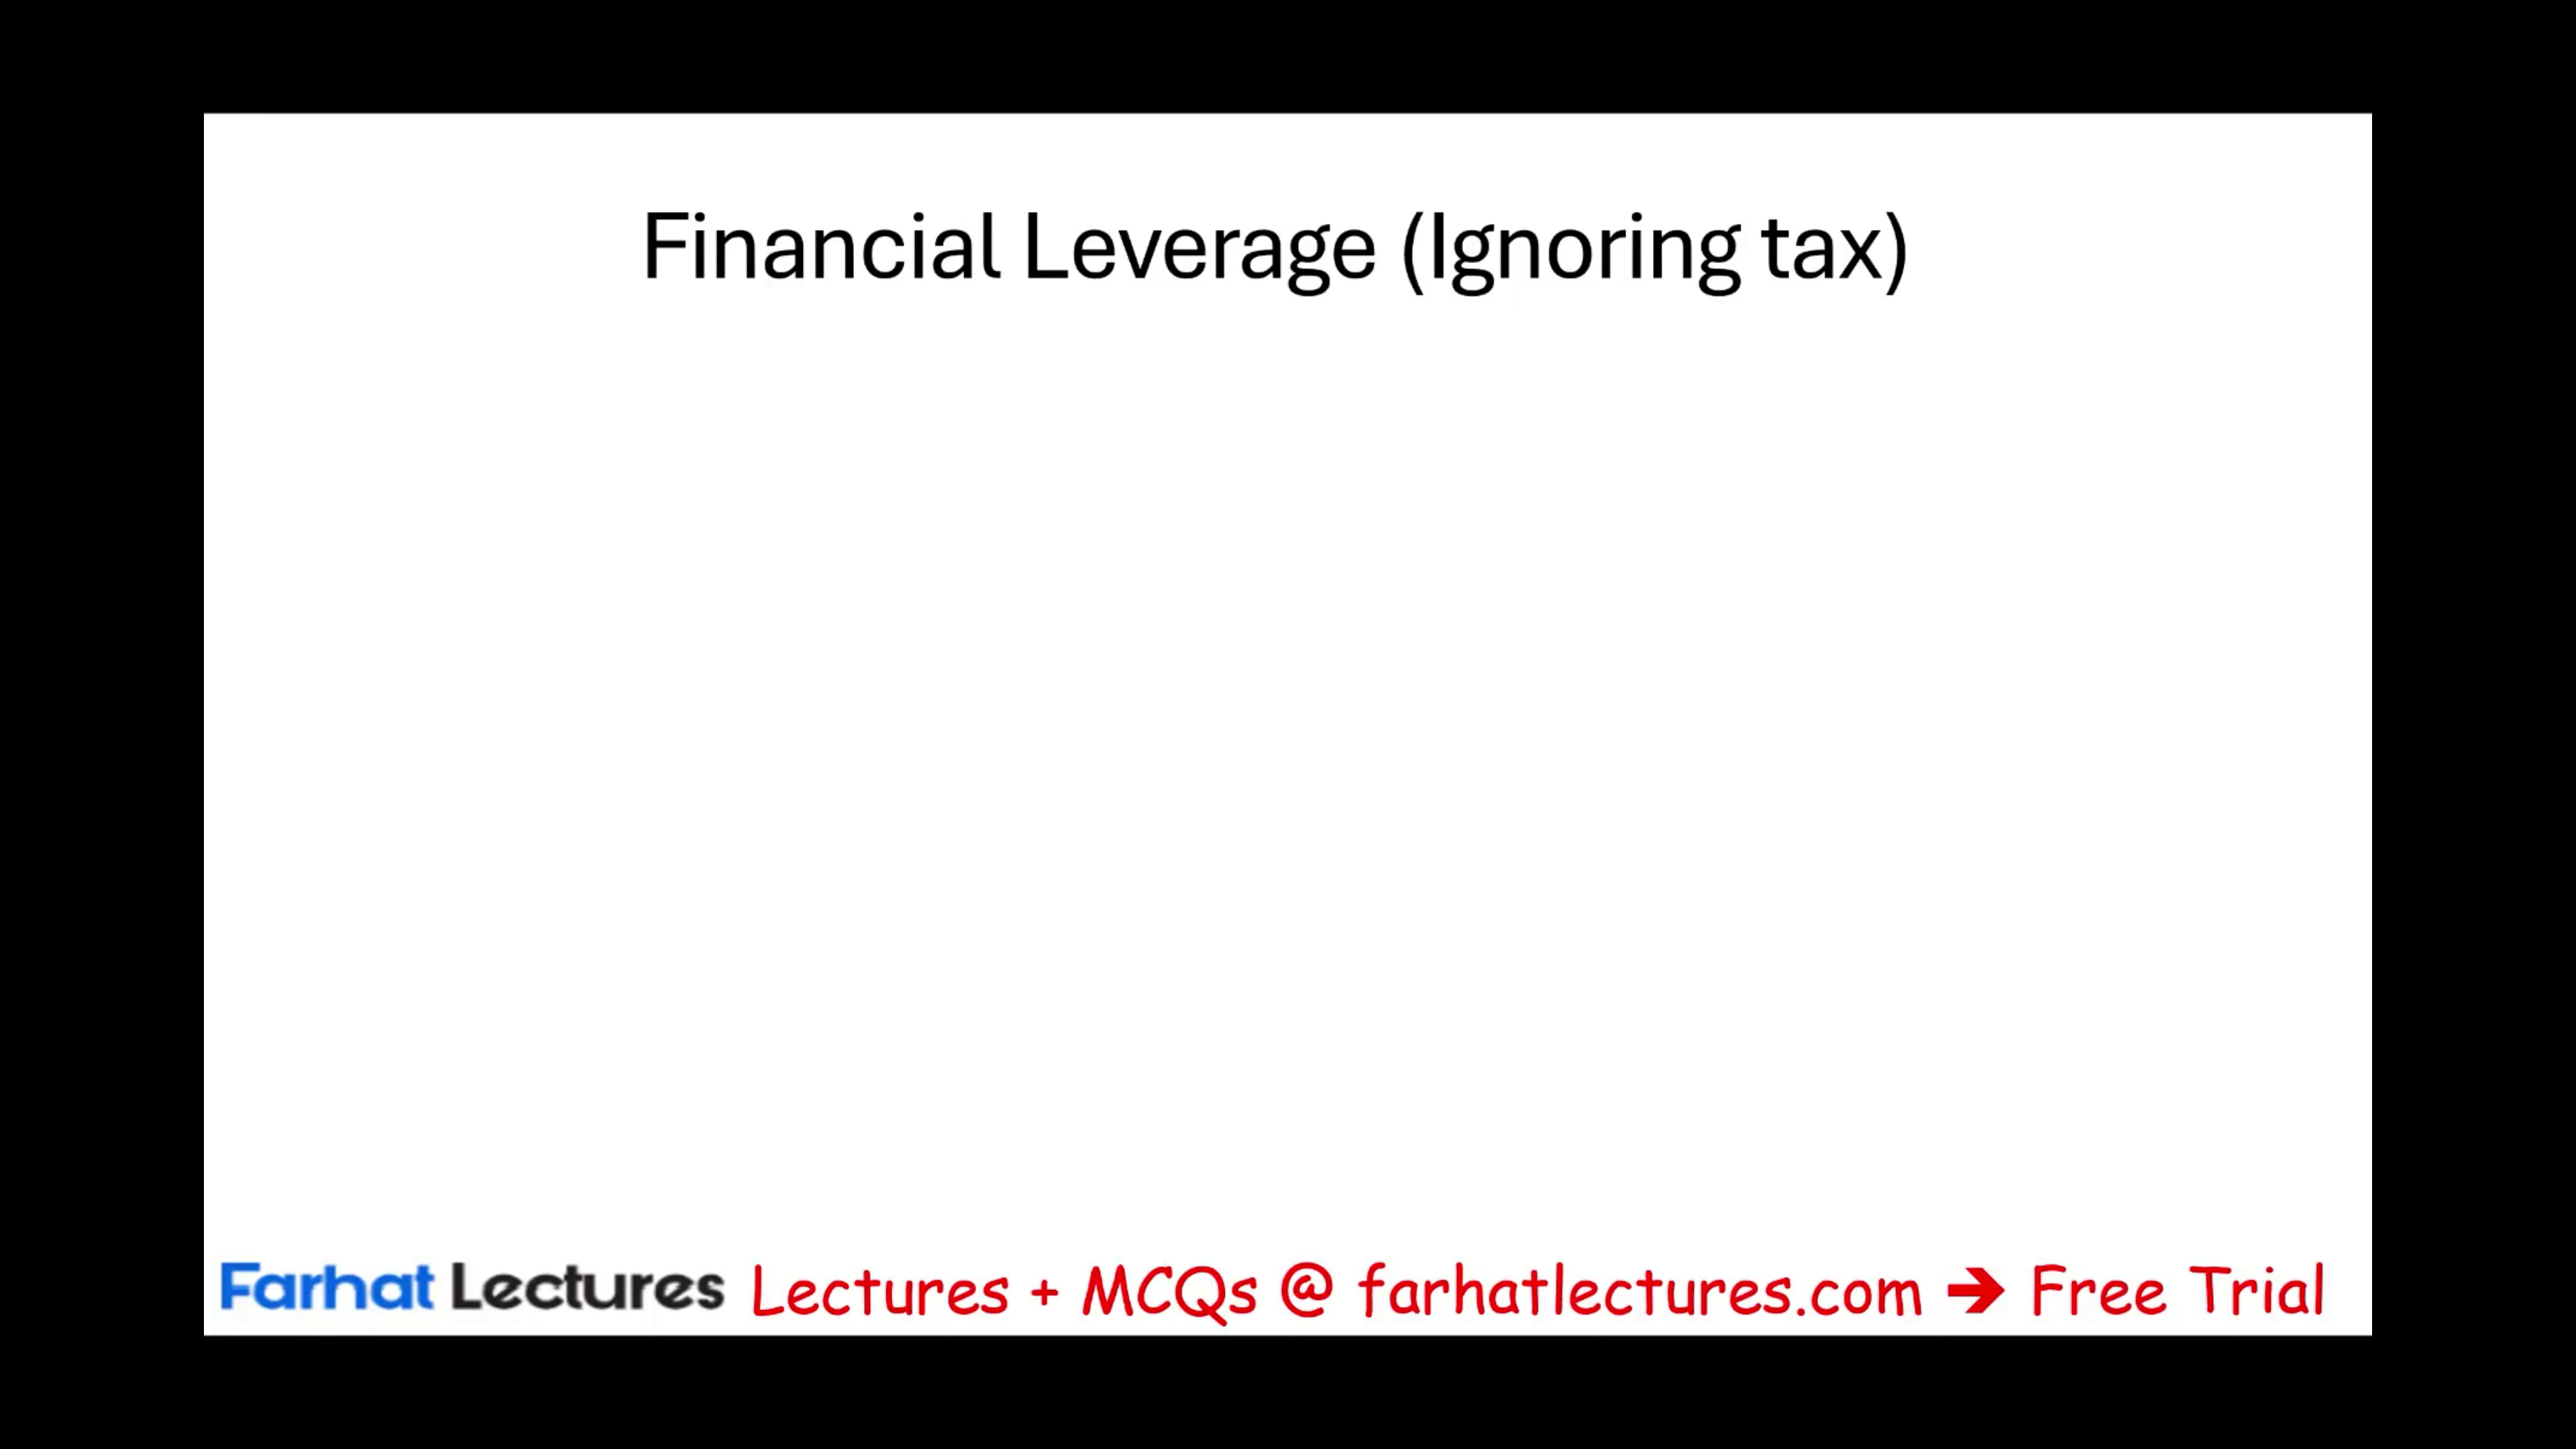 Financial Leverage (Ignoring tax)
Farhat Lectures Lectures + MCQs @ farhatlectures.com ➔ Free Trial